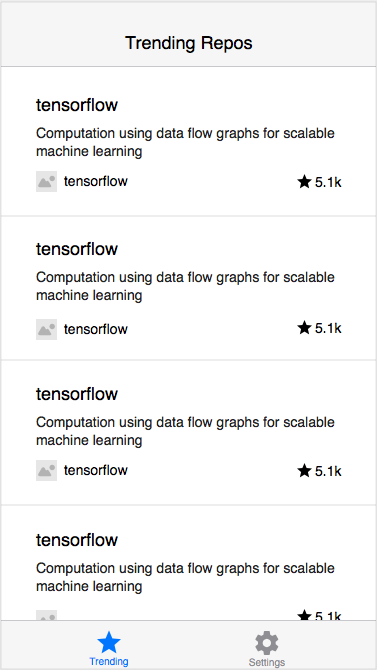 Trending Repos
tensorflow
Computation using data flow graphs for scalable
machine learning
tensorflow
5.1k
tensorflow
Computation using data flow graphs for scalable
machine learning
tensorflow
5.1k
tensorflow
Computation using data flow graphs for scalable
machine learning
tensorflow
5.1k
tensorflow
Computation using data flow graphs for scalable
machine learning
5.1k
Trending
Settings